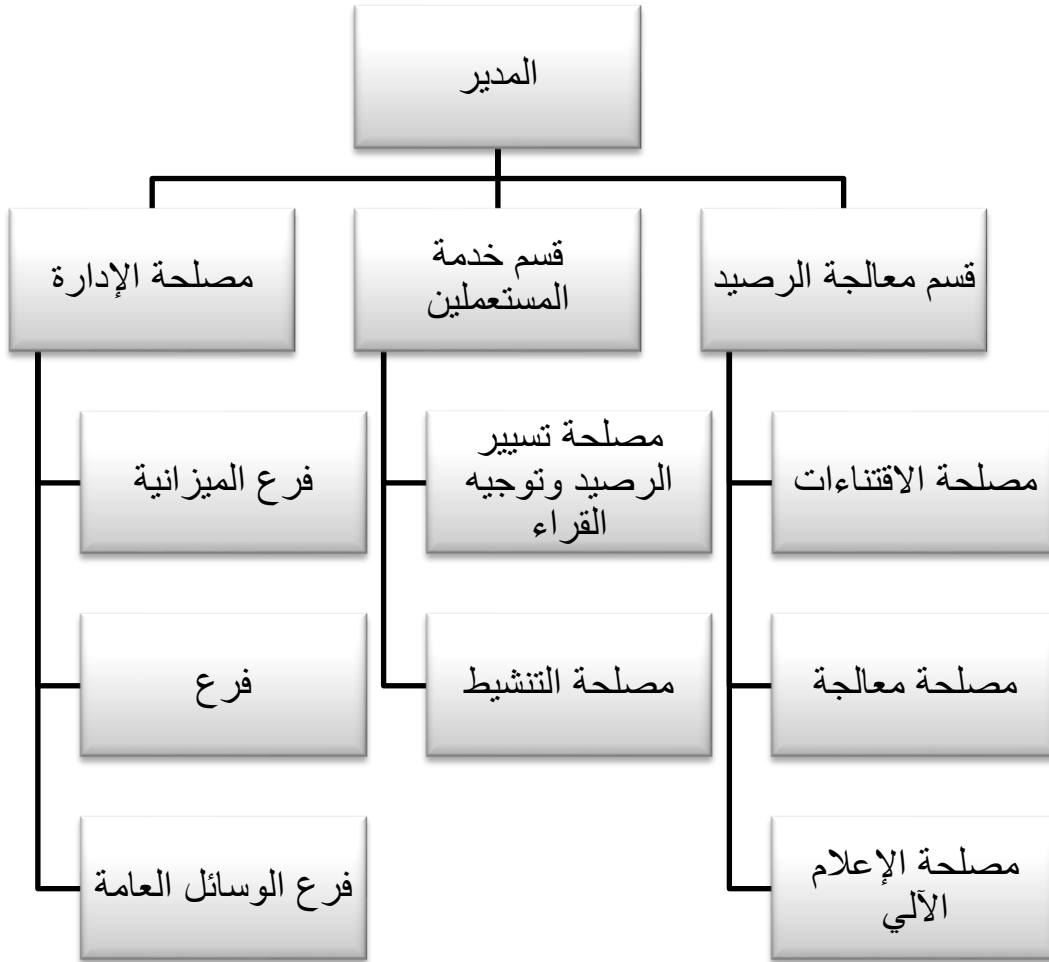 المدير
قسم معالجة الرصيد
قسم خدمة
المستعملين
مصلحة الإدارة
مصلحة الاقتناءات
مصلحة تسيير
الرصيد وتوجيه
القراء
فرع الميزانية
مصلحة معالجة
مصلحة التنشيط
فرع
مصلحة الإعلام
الآلي
فرع الوسائل العامة